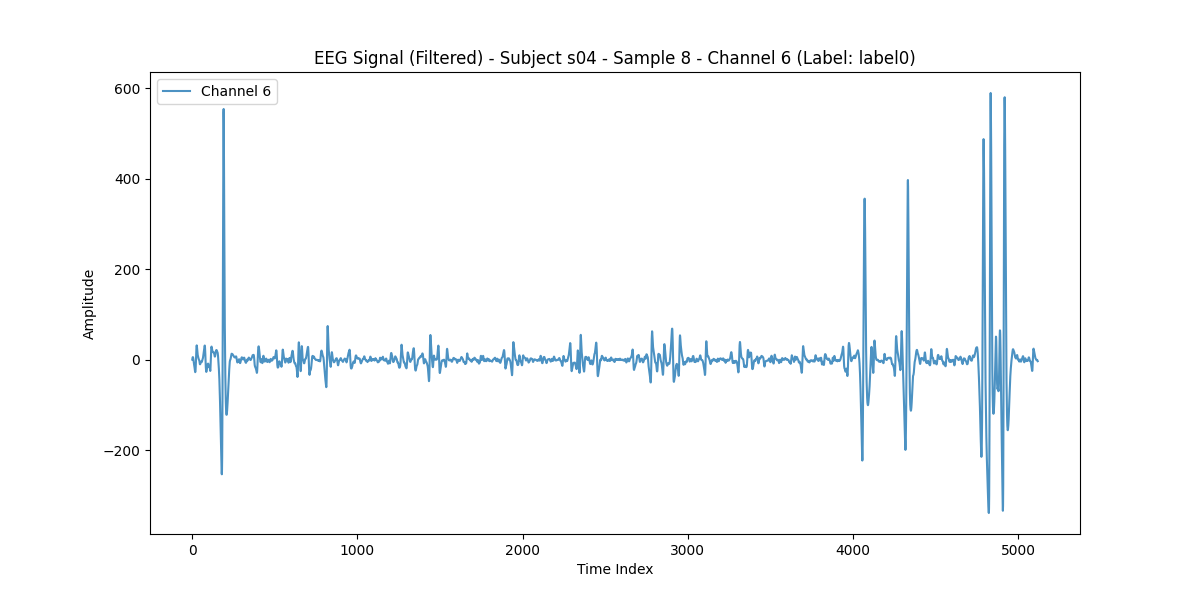 EEG Signal (Filtered) - Subject s04 - Sample 8 - Channel 6 (Label: label0)
Channel 6
600
400
200
0
−200
Amplitude
0 1000 2000 3000 4000 5000
Time Index